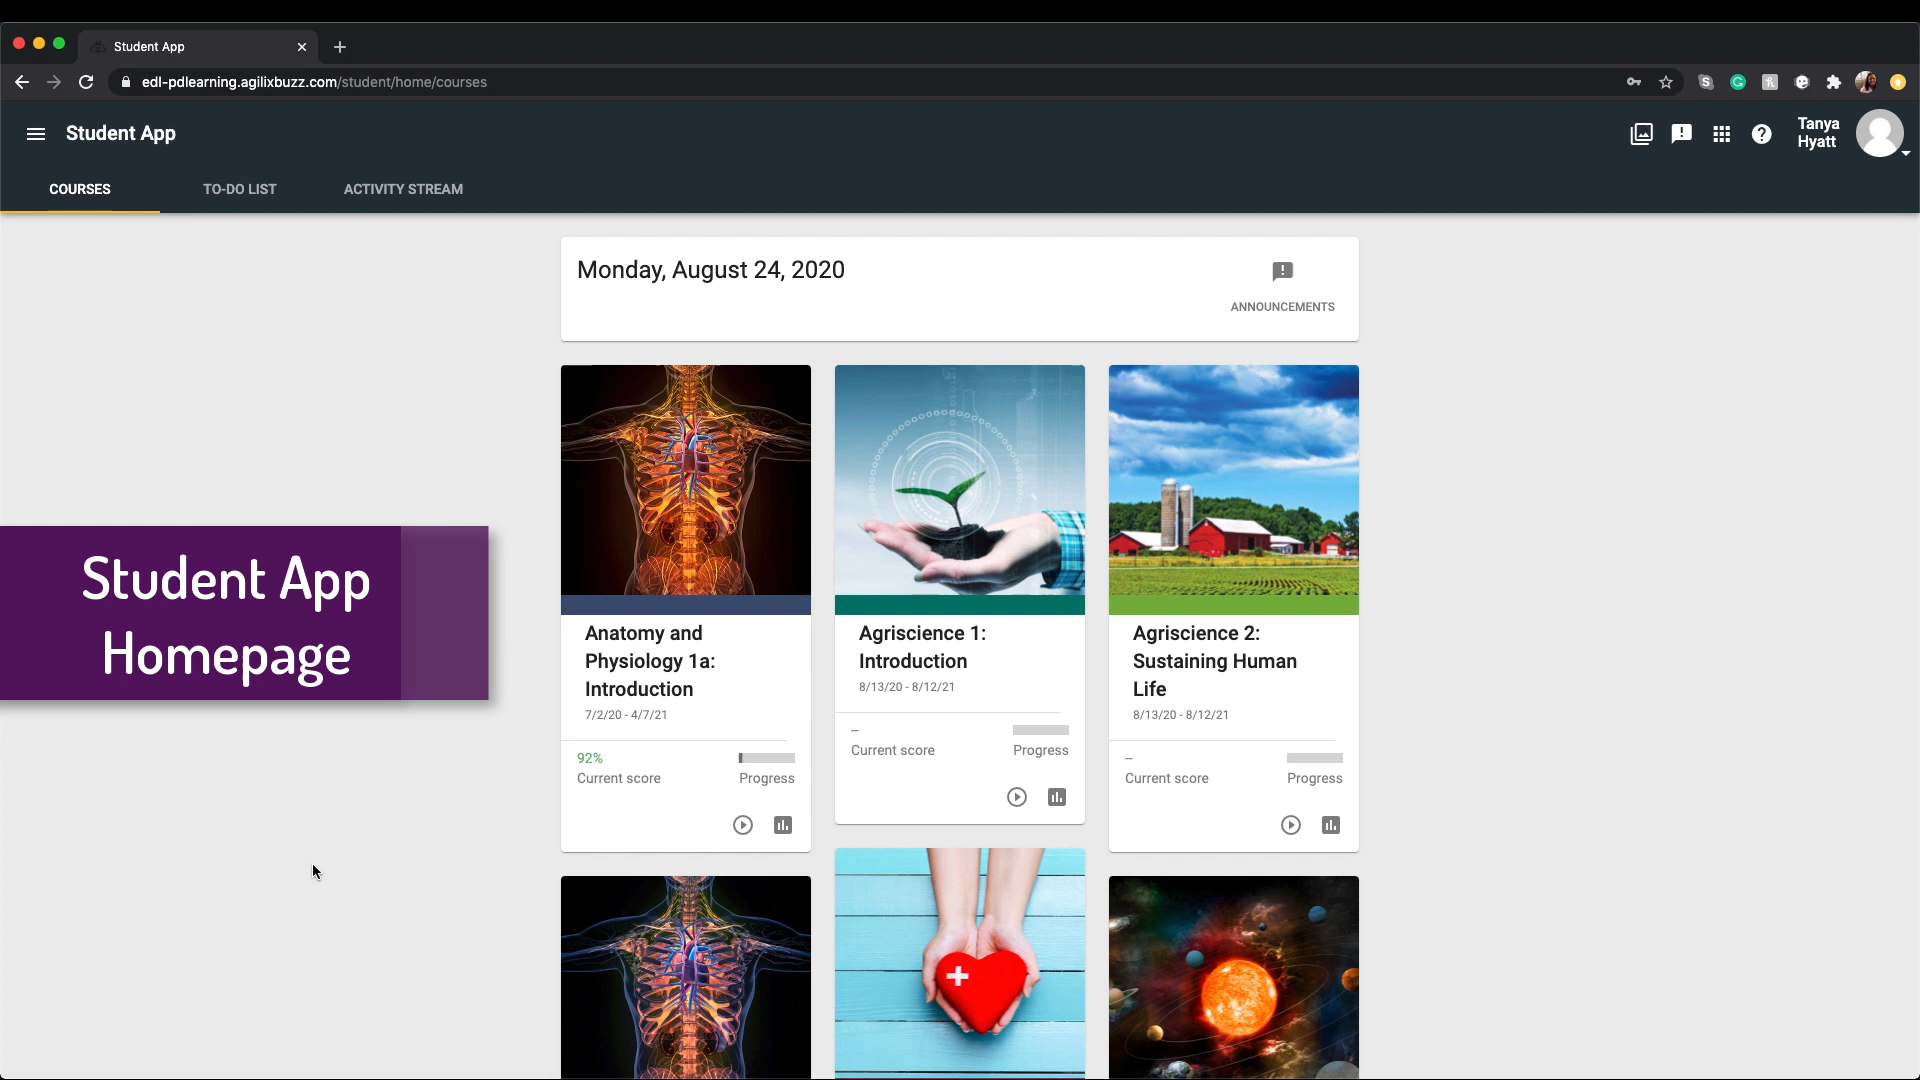 Student App
edl-pdlearning.agilixbuzz.com/student/home/courses
Student App
Tanya
Hyatt
COURSES
TO-DO LIST
ACTIVITY STREAM
Monday, August 24, 2020
ANNOUNCEMENTS
Student App
Homepage
Anatomy and
Physiology 1a:
Introduction
7/2/20 - 4/7/21
92%
Current score
Progress
Agriscience 1:
Introduction
8/13/20 - 8/12/21
--
Current score
Progress
Agriscience 2:
Sustaining Human
Life
8/13/20 - 8/12/21
--
Current score
Progress